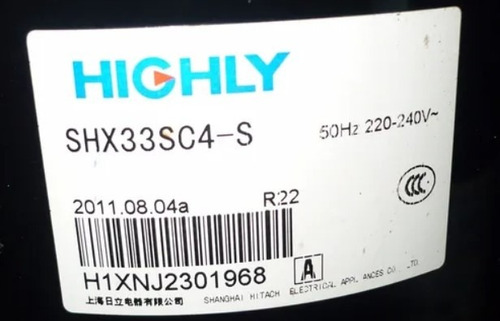 HIGHLY
SHX33SC4-S 50Hz 220-240V~
CCC
2011.08.04a R22
H1XNJ2301968 A
上海日立电器有限公司 SHANGHAI HITACHI ELECTRICAL APPLIANCES CO., LTD